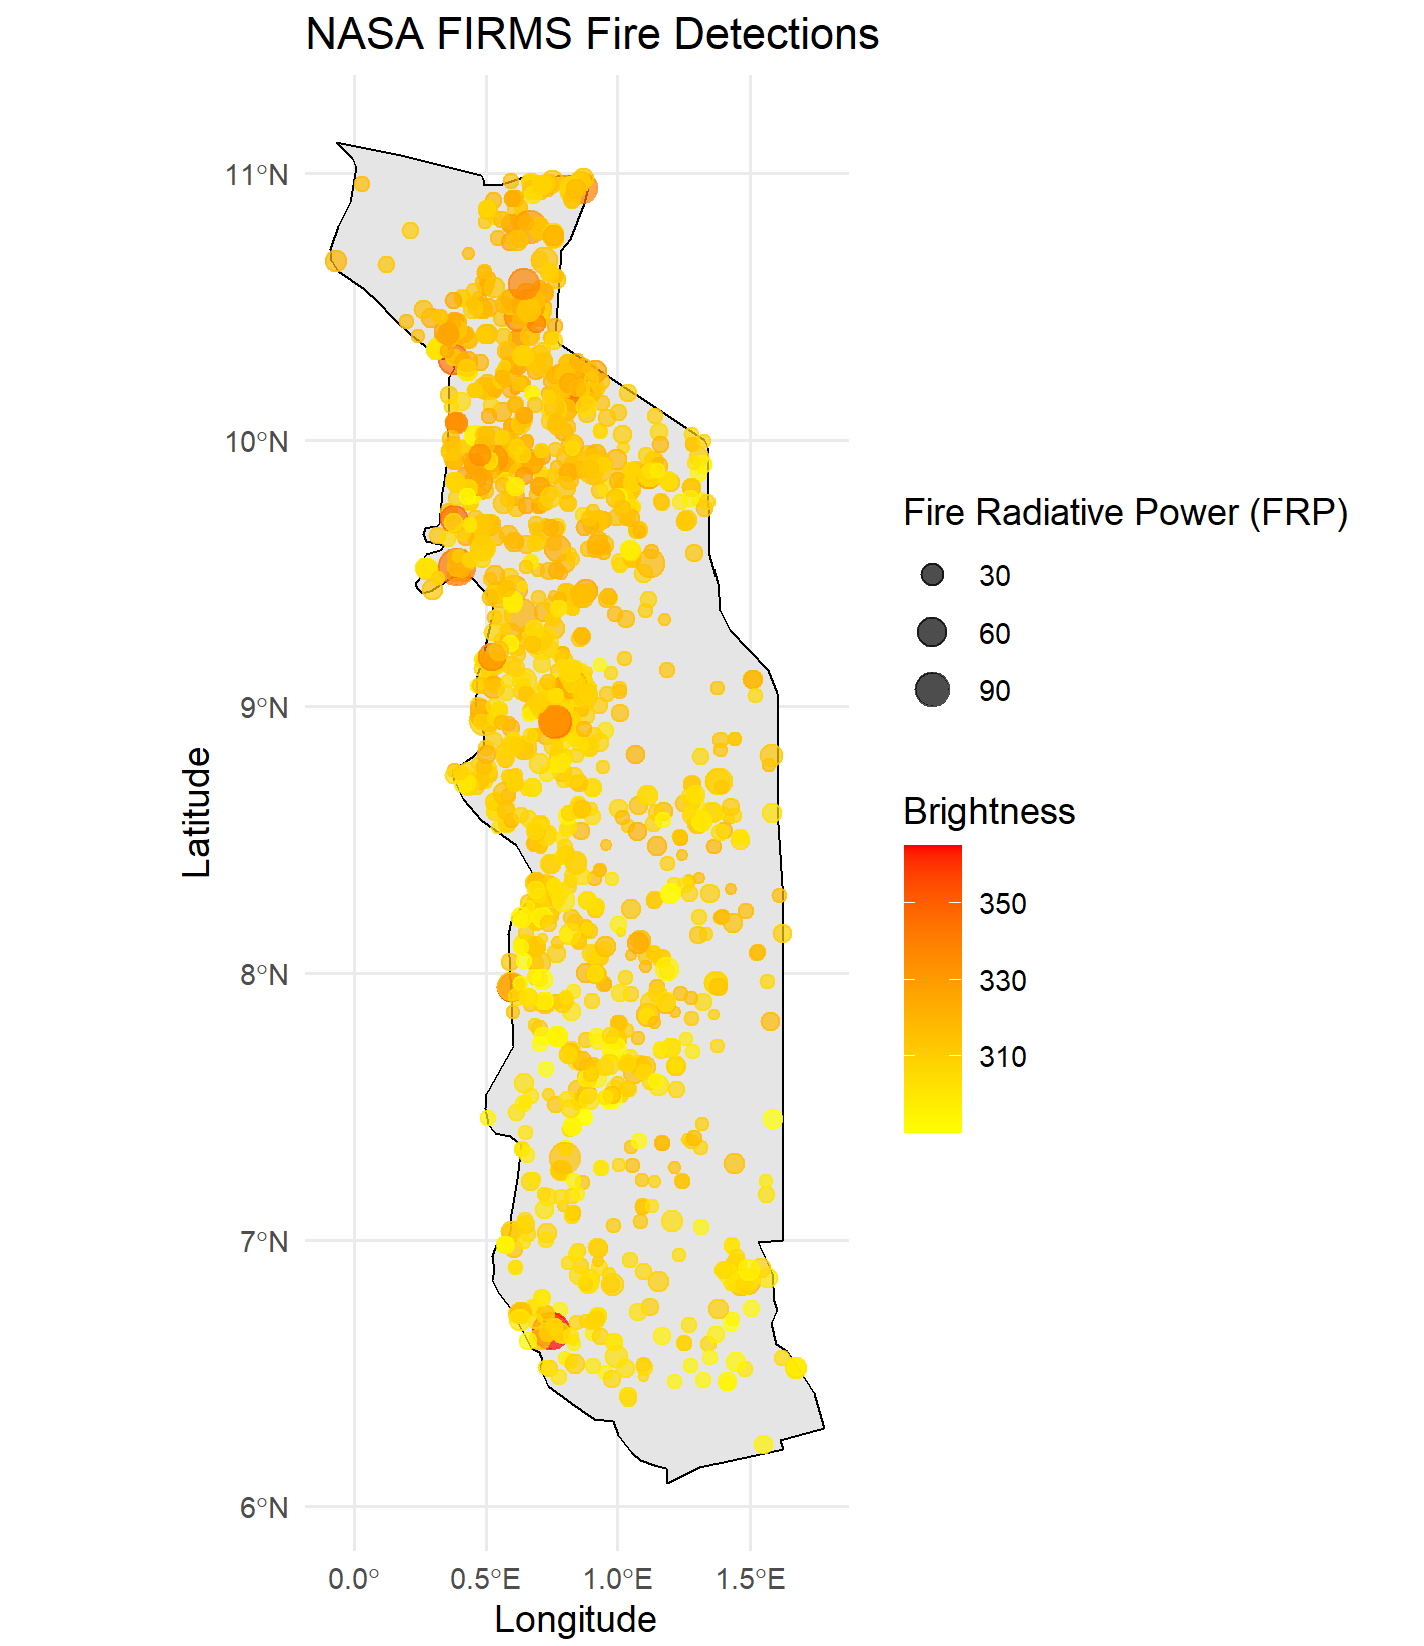 NASA FIRMS Fire Detections
11°N
10°N
9°N
8°N
7°N
6°N
Latitude
0.0°
0.5°E
1.0°E
1.5°E
Longitude
Fire Radiative Power (FRP)
30
60
90
Brightness
350
330
310